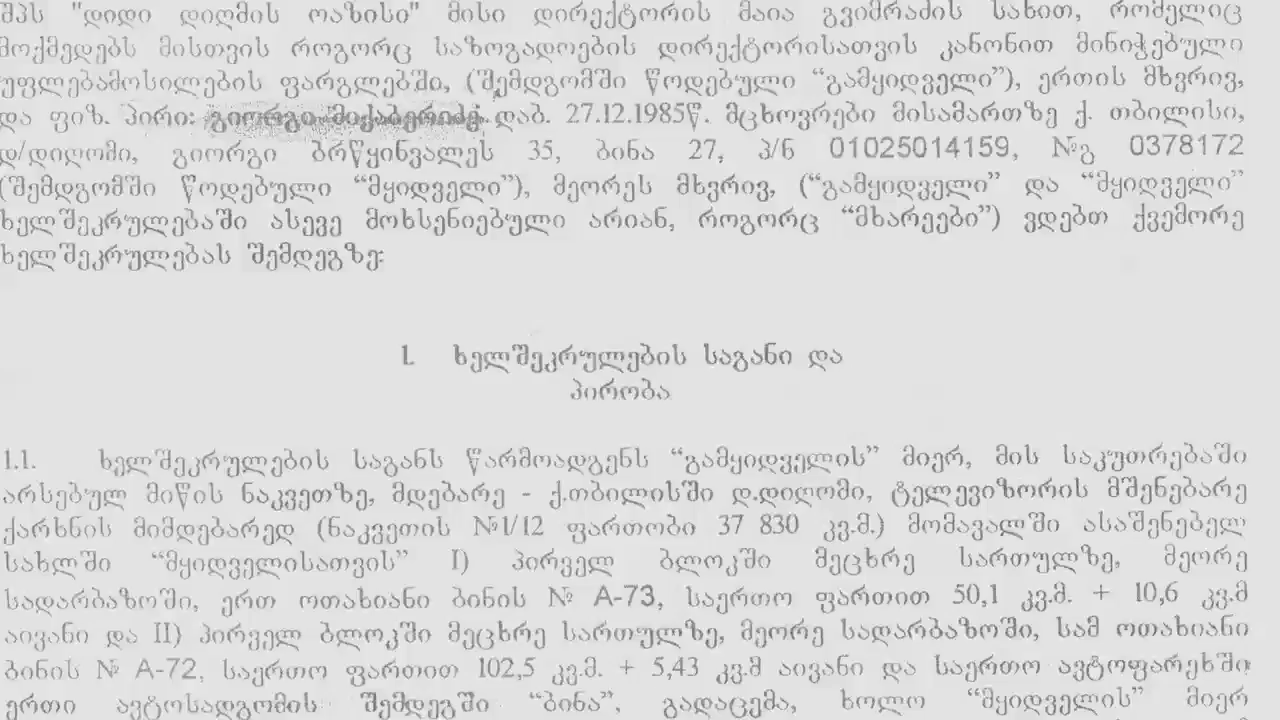 შპს "დიდი დიღმის ოაზისი" მისი დირექტორის მაია გვიმრაძის სახით, რომელიც
მოქმედებს მისთვის როგორც საზოგადოების დირექტორისათვის კანონით მინიჭებული
უფლებამოსილების ფარგლებში, (შემდგომში წოდებული “გამყიდველი”), ერთის მხვრივ,
და ფიზ. პირი: გიორგი მიქაბერიძე დაბ. 27.12.1985წ. მცხოვრები მისამართზე ქ. თბილისი,
დ/დიღომი, გიორგი ბრწყინვალეს 35, ბინა 27, პ/ნ 01025014159, №გ 0378172
(შემდგომში წოდებული “მყიდველი”), მეორეს მხვრივ, (“გამყიდველი” და “მყიდველი”
ხელშეკრულებაში ასევე მოხსენიებული არიან, როგორც “მხარეები”) ვდებთ ქვემორე
ხელშეკრულებას შემდეგზე:
1. ხელშეკრულების საგანი და
პირობა
1.1. ხელშეკრულების საგანს წარმოადგენს “გამყიდველის” მიერ, მის საკუთრებაში
არსებულ მიწის ნაკვეთზე, მდებარე - ქ.თბილისში დ.დიღომი, ტელევიზორის მშენებარე
ქარხნის მიმდებარედ (ნაკვეთის №1/12 ფართობი 37 830 კვ.მ.) მომავალში ასაშენებელ
სახლში “მყიდველისათვის” I) პირველ ბლოკში მეცხრე სართულზე, მეორე
სადარბაზოში, ერთ ოთახიანი ბინის № A-73, საერთო ფართით 50,1 კვ.მ. + 10,6 კვ.მ
აივანი და II) პირველ ბლოკში მეცხრე სართულზე, მეორე სადარბაზოში, სამ ოთახიანი
ბინის № A-72, საერთო ფართით 102,5 კვ.მ. + 5,43 კვ.მ აივანი და საერთო ავტოფარეხში
ერთი ავტოსადგომის შემდეგში “ბინა”, გადაცემა, ხოლო “მყიდველის” მიერ